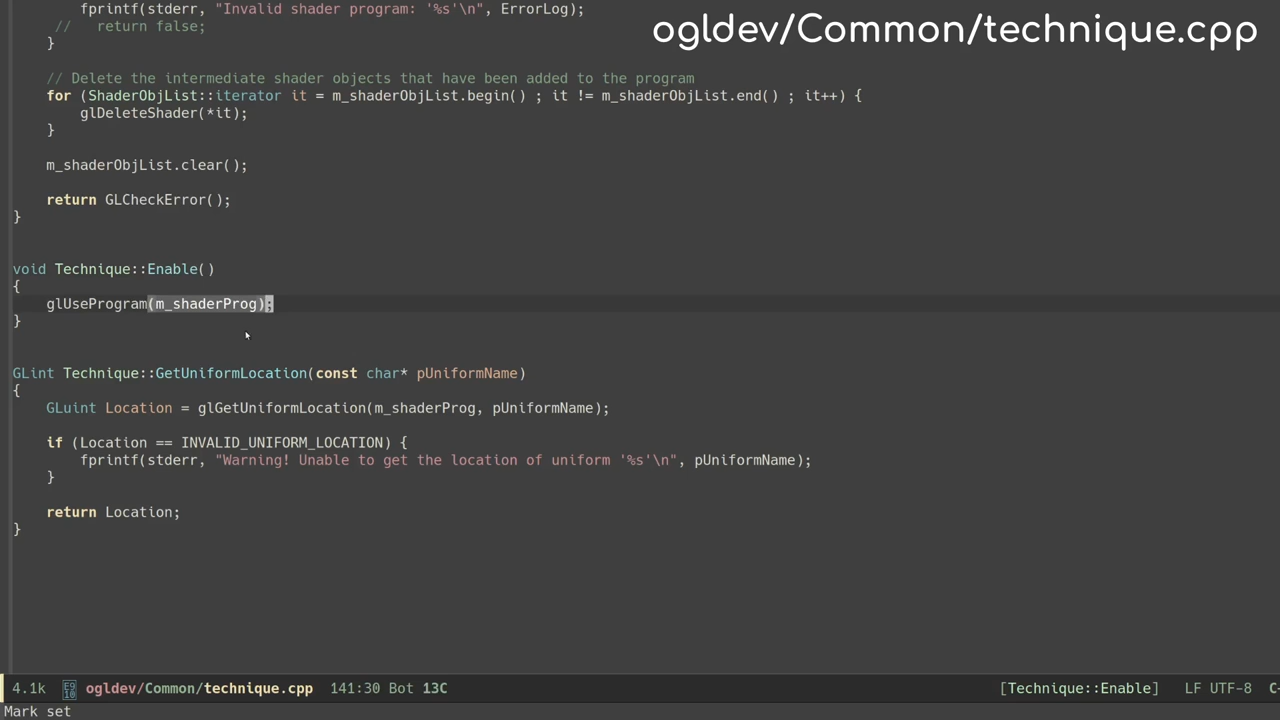 fprintf(stderr, "Invalid shader program: '%s'\n", ErrorLog);
ogldev/Common/technique.cpp
//   return false;
}
// Delete the intermediate shader objects that have been added to the program
for (ShaderObjList::iterator it = m_shaderObjList.begin() ; it != m_shaderObjList.end() ; it++) {
glDeleteShader(*it);
}
m_shaderObjList.clear();
return GLCheckError();
}
void Technique::Enable()
{
glUseProgram(m_shaderProg);
}
GLint Technique::GetUniformLocation(const char* pUniformName)
{
GLuint Location = glGetUniformLocation(m_shaderProg, pUniformName);
if (Location == INVALID_UNIFORM_LOCATION) {
fprintf(stderr, "Warning! Unable to get the location of uniform '%s'\n", pUniformName);
}
return Location;
}
4.1k ogldev/Common/technique.cpp 141:30 Bot 13C [Technique::Enable] LF UTF-8
Mark set